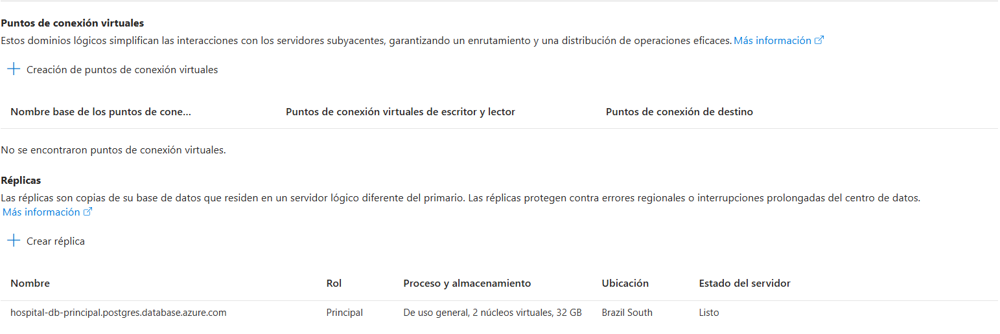 Puntos de conexión virtuales
Estos dominios lógicos simplifican las interacciones con los servidores subyacentes, garantizando un enrutamiento y una distribución de operaciones eficaces. Más información
Creación de puntos de conexión virtuales
Nombre base de los puntos de cone... Puntos de conexión virtuales de escritor y lector Puntos de conexión de destino
No se encontraron puntos de conexión virtuales.
Réplicas
Las réplicas son copias de su base de datos que residen en un servidor lógico diferente del primario. Las réplicas protegen contra errores regionales o interrupciones prolongadas del centro de datos.
Más información
Crear réplica
Nombre Rol Proceso y almacenamiento Ubicación Estado del servidor
hospital-db-principal.postgres.database.azure.com Principal De uso general, 2 núcleos virtuales, 32 GB Brazil South Listo